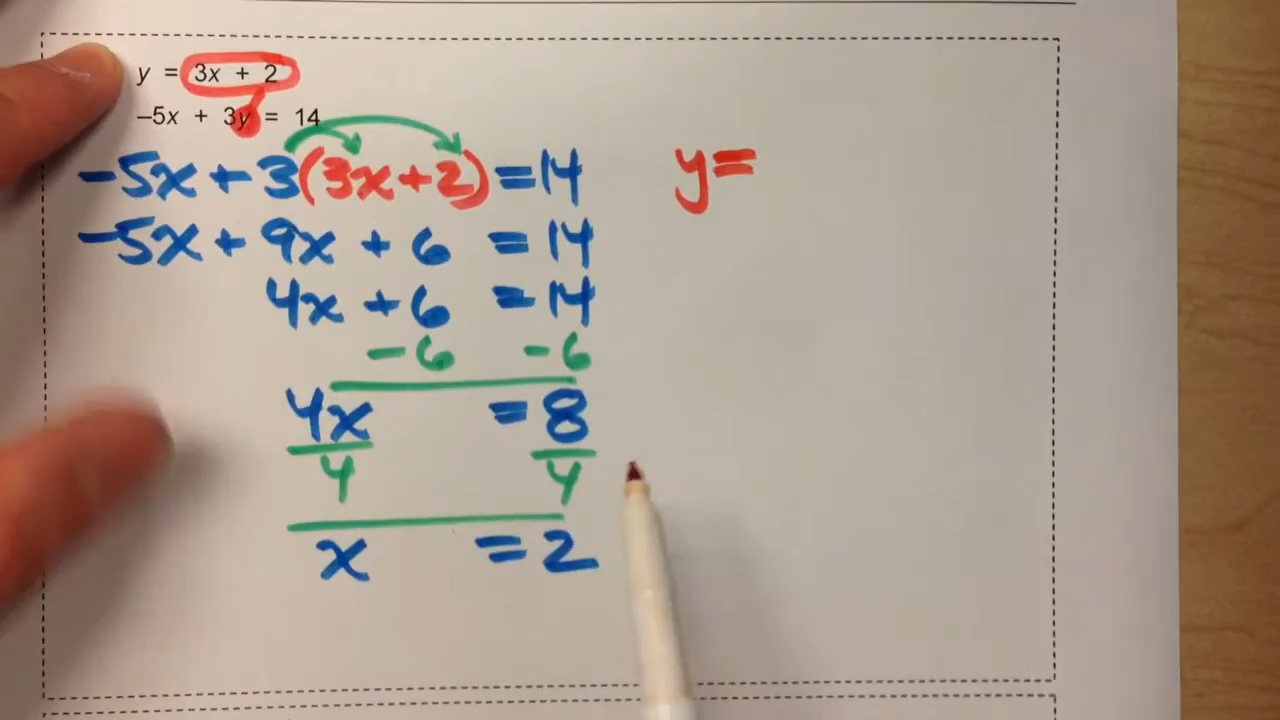 y = 3x + 2
–5x + 3y = 14
-5x + 3(3x+2) = 14
y=
-5x + 9x + 6 = 14
4x + 6 = 14
- 6 - 6
4x = 8
4 4
x = 2